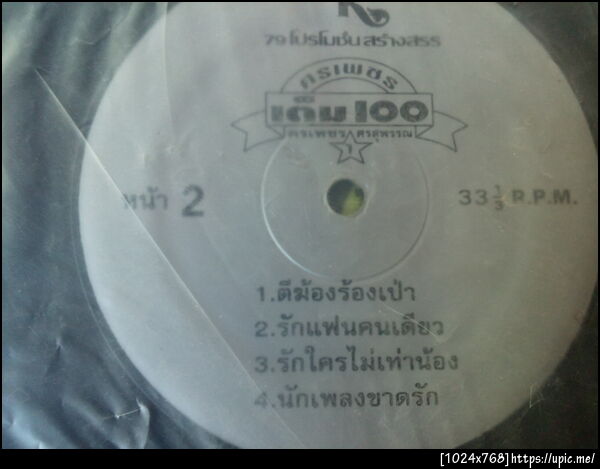 79 โปรโมชั่น สร้างสรร
ศรเพชร
เต็ม 100
ศรเพชร ศรสุพรรณ
1
หน้า 2
33 1/3 R.P.M.
1.ตีฆ้องร้องเป่า
2.รักแฟนคนเดียว
3.รักใครไม่เท่าน้อง
4.นักเพลงขาดรัก
[1024x768]https://upic.me/